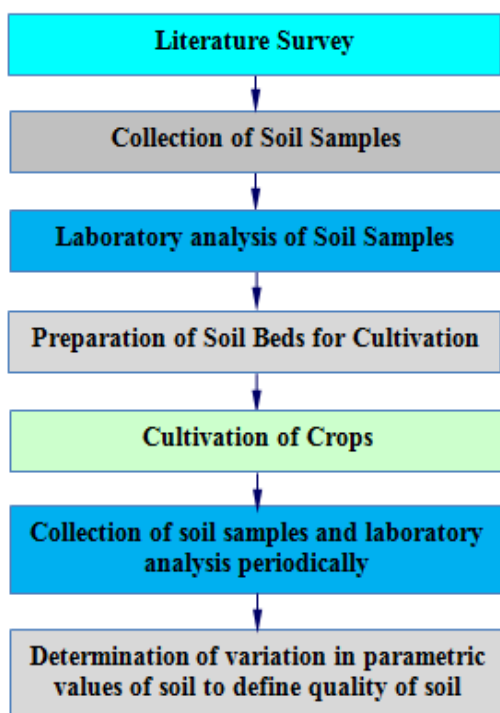 Literature Survey
Collection of Soil Samples
Laboratory analysis of Soil Samples
Preparation of Soil Beds for Cultivation
Cultivation of Crops
Collection of soil samples and laboratory
analysis periodically
Determination of variation in parametric
values of soil to define quality of soil